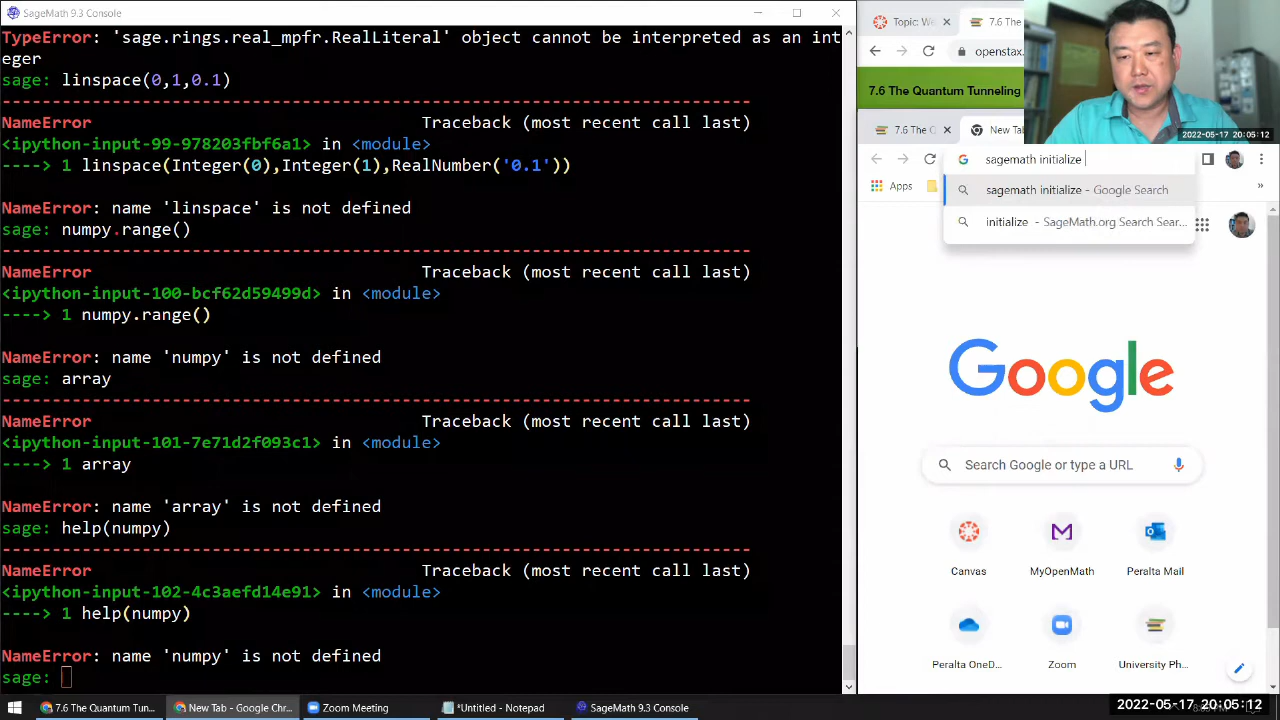 SageMath 9.3 Console
TypeError: 'sage.rings.real_mpfr.RealLiteral' object cannot be interpreted as an int
eger
sage: linspace(0,1,0.1)
---------------------------------------------------------------------------
NameError Traceback (most recent call last)
<ipython-input-99-978203fbf6a1> in <module>
----> 1 linspace(Integer(0),Integer(1),RealNumber('0.1'))
NameError: name 'linspace' is not defined
sage: numpy.range()
---------------------------------------------------------------------------
NameError Traceback (most recent call last)
<ipython-input-100-bcf62d59499d> in <module>
----> 1 numpy.range()
NameError: name 'numpy' is not defined
sage: array
---------------------------------------------------------------------------
NameError Traceback (most recent call last)
<ipython-input-101-7e71d2f093c1> in <module>
----> 1 array
NameError: name 'array' is not defined
sage: help(numpy)
---------------------------------------------------------------------------
NameError Traceback (most recent call last)
<ipython-input-102-4c3aefd14e91> in <module>
----> 1 help(numpy)
NameError: name 'numpy' is not defined
sage:
Topic: We
7.6 The
openstax.
7.6 The Quantum Tunneling
2022-05-17 20:05:12
7.6 The Q
New Tab
sagemath initialize
Apps
sagemath initialize - Google Search
initialize - SageMath.org Search Sear...
Google
Search Google or type a URL
Canvas
MyOpenMath
Peralta Mail
Peralta OneD...
Zoom
University Ph...
7.6 The Quantum Tun...
New Tab - Google Chr...
Zoom Meeting
*Untitled - Notepad
SageMath 9.3 Console
2022-05-17 20:05:12